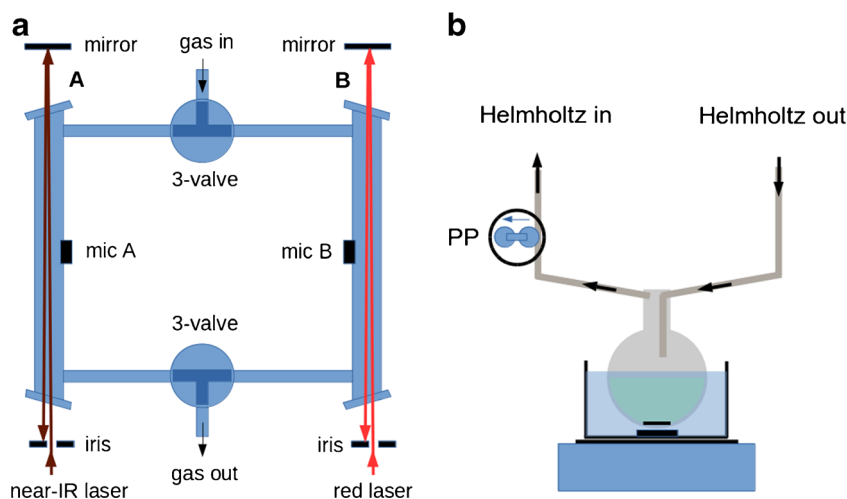 a
mirror
gas in
mirror
A
B
3-valve
mic A
mic B
3-valve
iris
iris
near-IR laser
gas out
red laser
b
Helmholtz in
Helmholtz out
PP